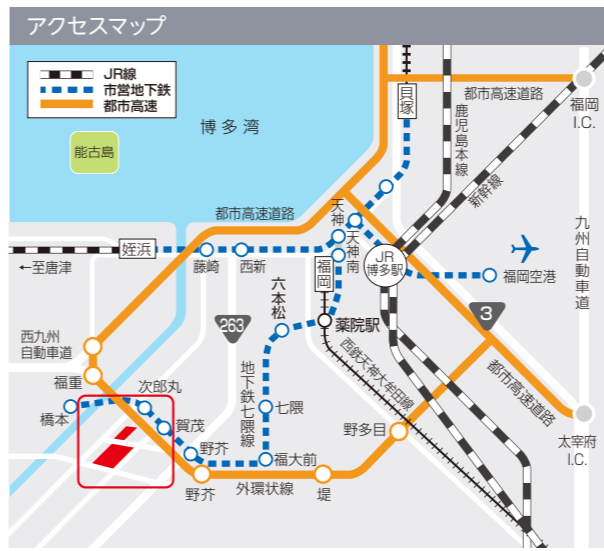 アクセスマップ
JR線
市営地下鉄
都市高速
博多湾
能古島
貝塚
都市高速道路
福岡
I.C.
鹿児島本線
新幹線
九州自動車道
都市高速道路
天神
天神南
JR
博多駅
福岡空港
姪浜
←至唐津
藤崎
西新
福岡
六本松
薬院駅
263
3
西九州
自動車道
福重
次郎丸
橋本
賀茂
野芥
地下鉄七隈線
七隈
福大前
西鉄天神大牟田線
野多目
都市高速道路
太宰府
I.C.
野芥
外環状線
堤